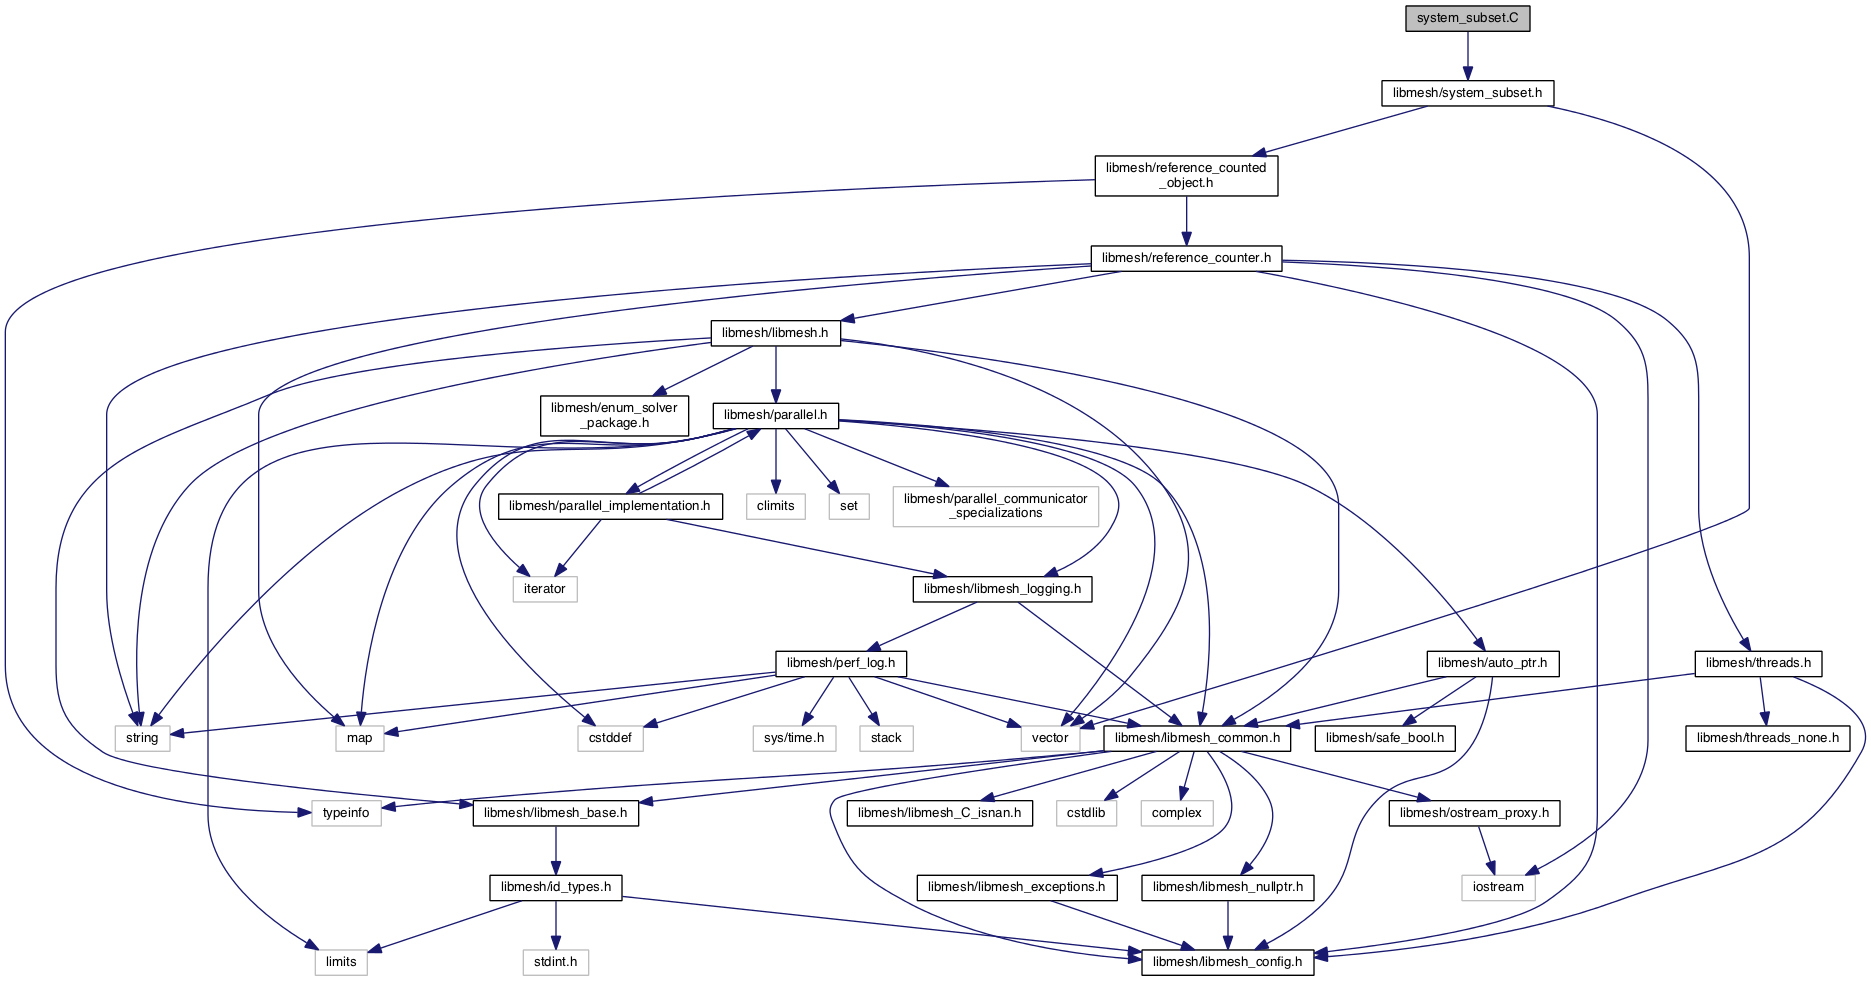 system_subset.C
libmesh/system_subset.h
libmesh/reference_counted
_object.h
libmesh/reference_counter.h
libmesh/libmesh.h
libmesh/enum_solver
_package.h
libmesh/parallel.h
libmesh/parallel_implementation.h
climits
set
libmesh/parallel_communicator
_specializations
iterator
libmesh/libmesh_logging.h
libmesh/perf_log.h
libmesh/auto_ptr.h
libmesh/threads.h
string
map
cstddef
sys/time.h
stack
vector
libmesh/libmesh_common.h
libmesh/safe_bool.h
libmesh/threads_none.h
typeinfo
libmesh/libmesh_base.h
libmesh/libmesh_C_isnan.h
cstdlib
complex
libmesh/ostream_proxy.h
libmesh/id_types.h
libmesh/libmesh_exceptions.h
libmesh/libmesh_nullptr.h
iostream
limits
stdint.h
libmesh/libmesh_config.h